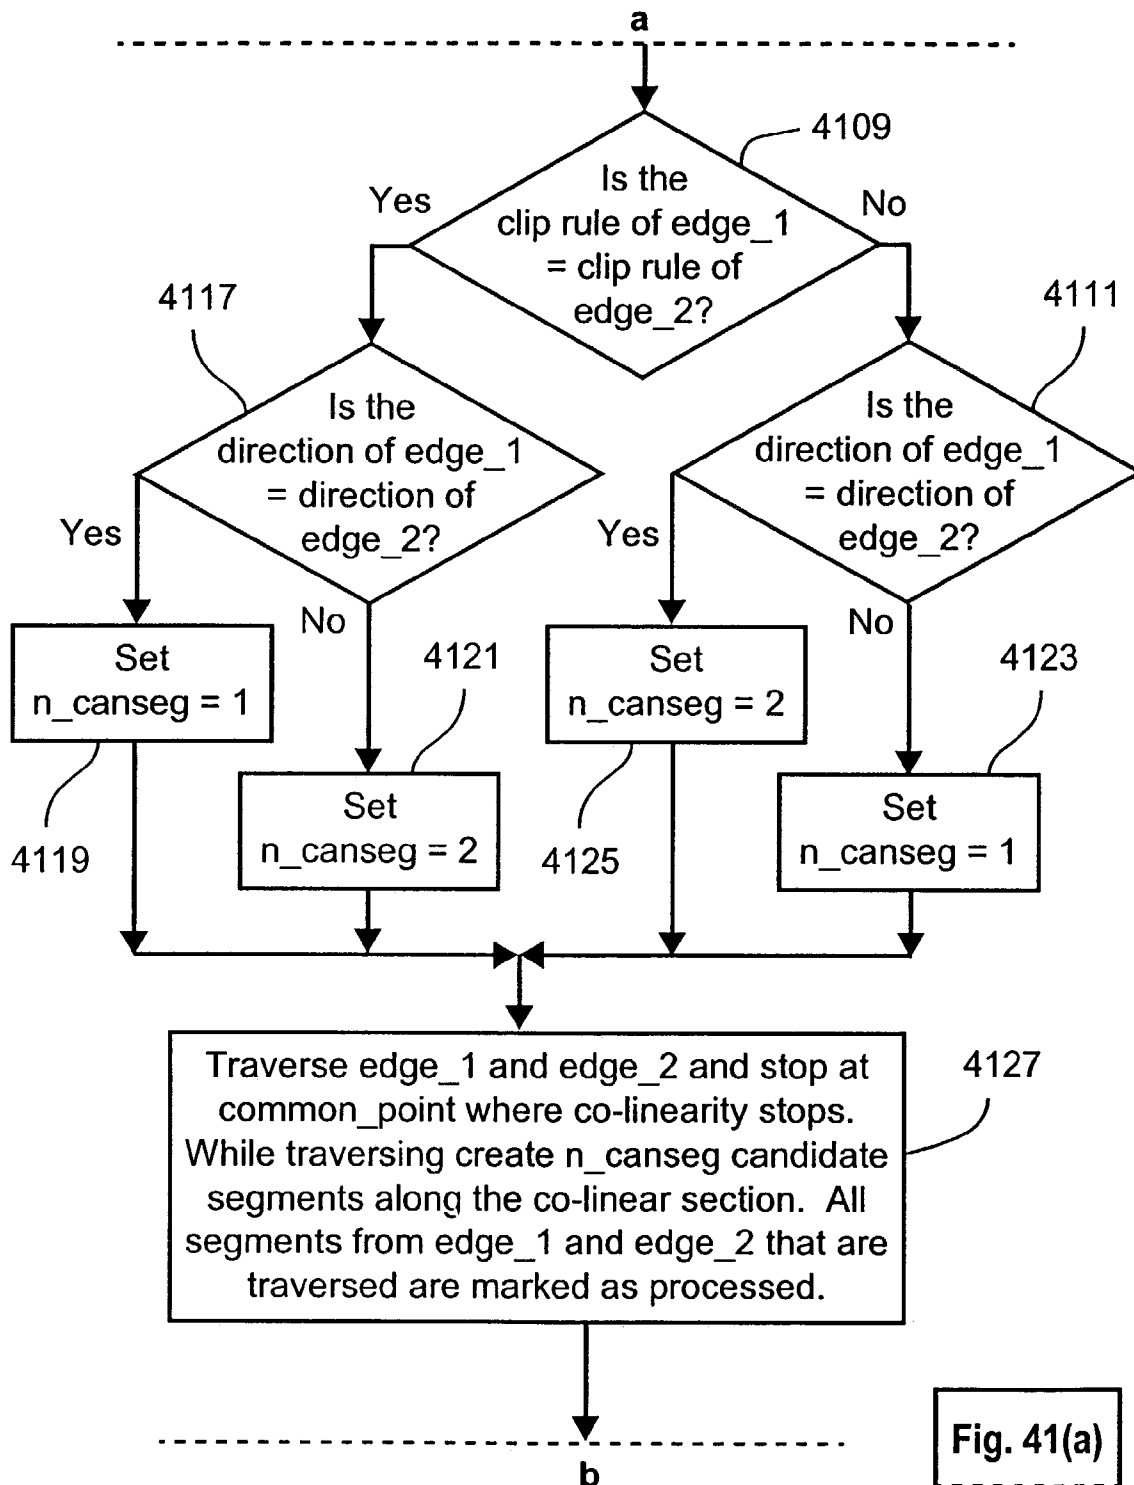 a
4109
Is the
clip rule of edge_1
= clip rule of
edge_2?
Yes
No
4117
4111
Is the
direction of edge_1
= direction of
edge_2?
Is the
direction of edge_1
= direction of
edge_2?
Yes
No
Yes
No
Set
n_canseg = 1
4119
4121
Set
n_canseg = 2
Set
n_canseg = 2
4125
4123
Set
n_canseg = 1
Traverse edge_1 and edge_2 and stop at
common_point where co-linearity stops.
While traversing create n_canseg candidate
segments along the co-linear section. All
segments from edge_1 and edge_2 that are
traversed are marked as processed.
4127
b
Fig. 41(a)